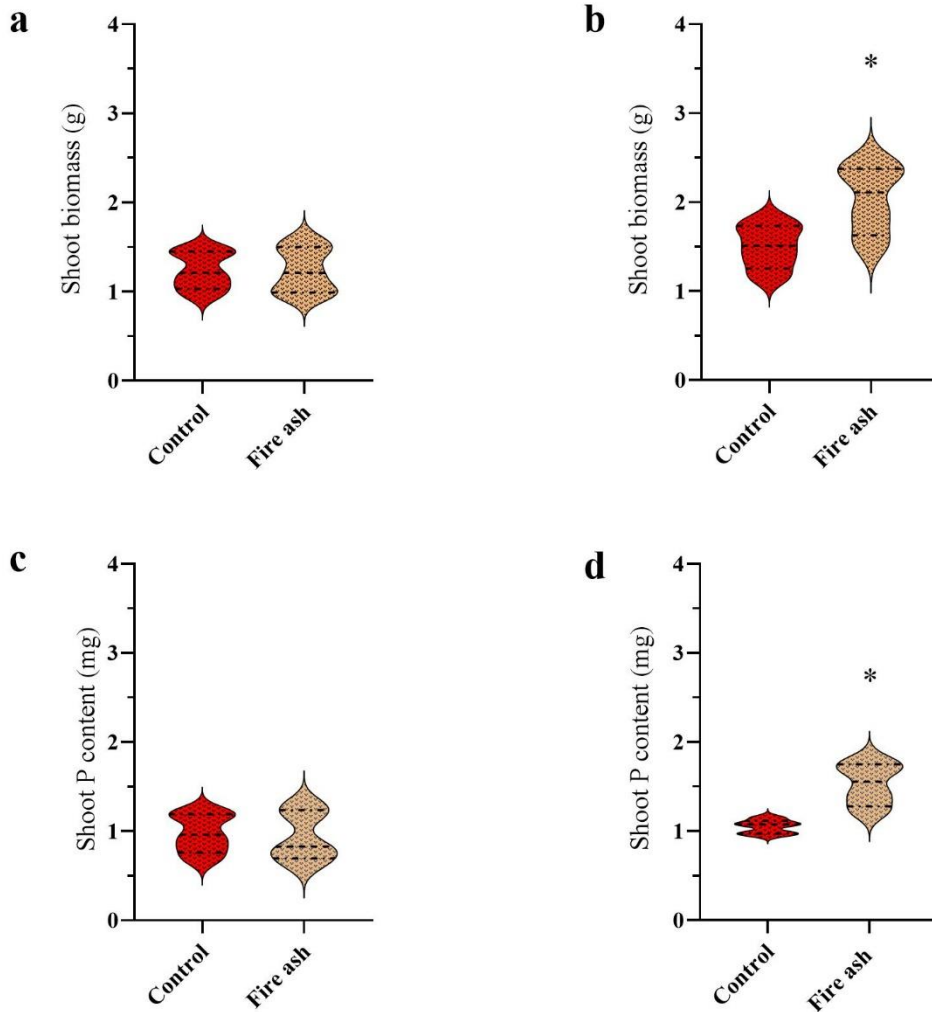 a
Shoot biomass (g)
4
3
2
1
0
Control
Fire ash
b
Shoot biomass (g)
4
3
2
1
0
*
Control
Fire ash
c
Shoot P content (mg)
4
3
2
1
0
Control
Fire ash
d
Shoot P content (mg)
4
3
2
1
0
*
Control
Fire ash